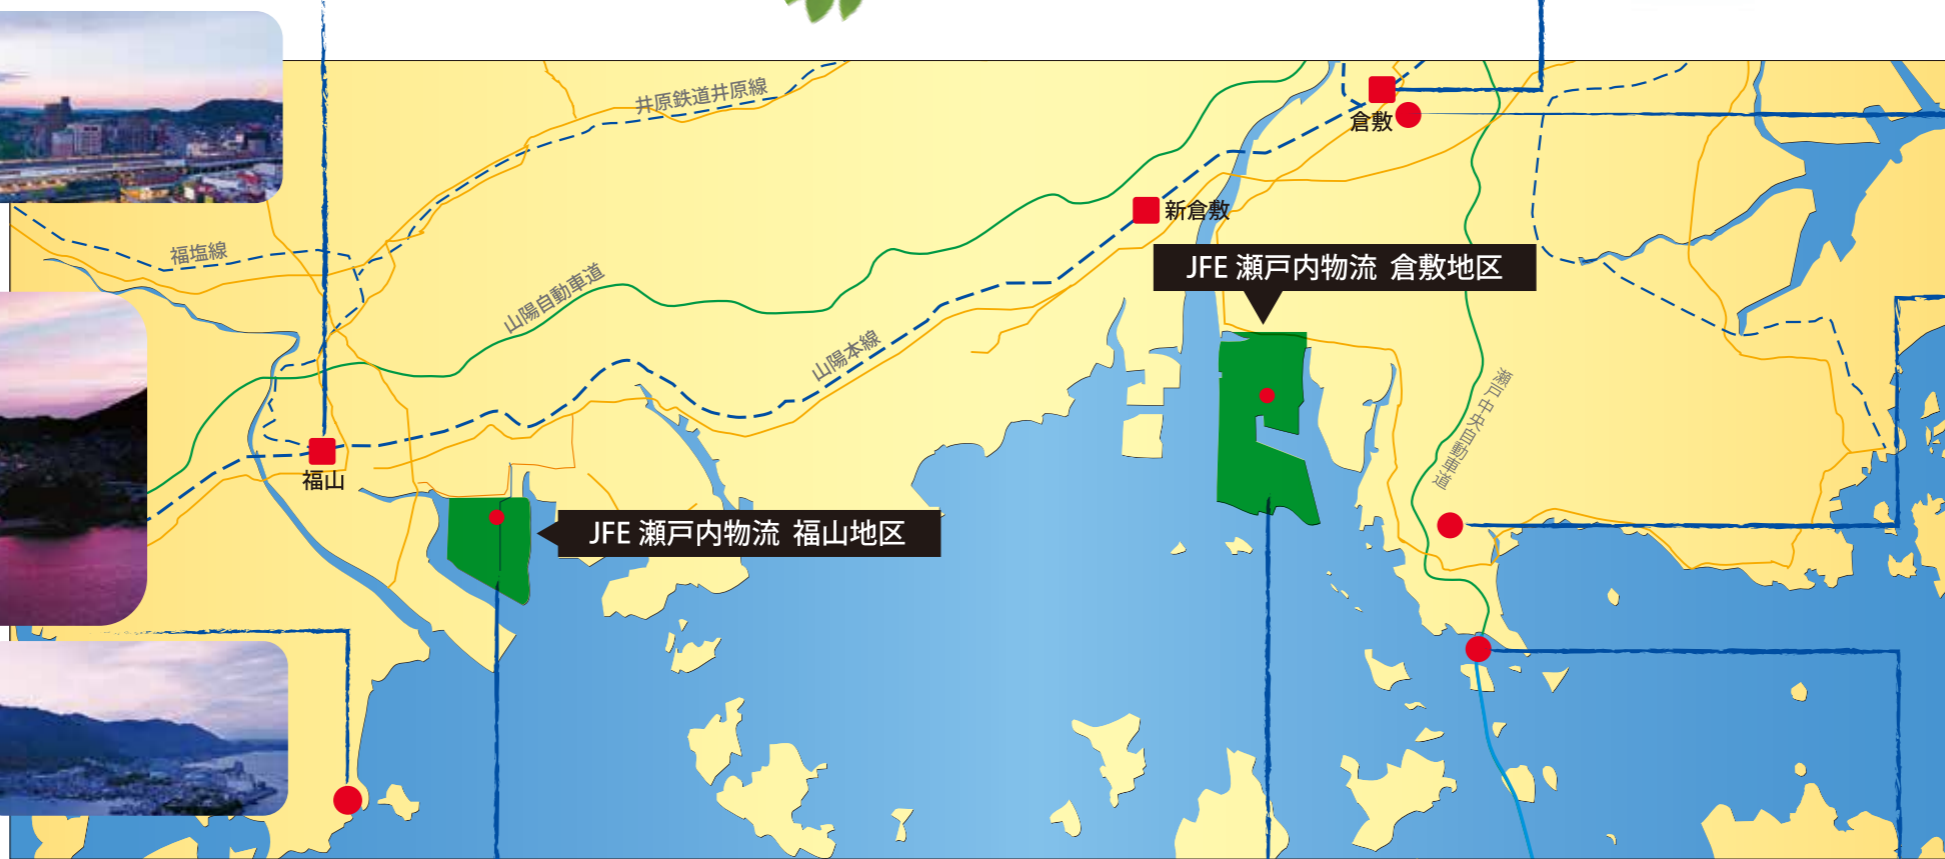 井原鉄道井原線
倉敷
新倉敷
福塩線
JFE 瀬戸内物流 倉敷地区
山陽自動車道
山陽本線
瀬戸中央自動車道
福山
JFE 瀬戸内物流 福山地区